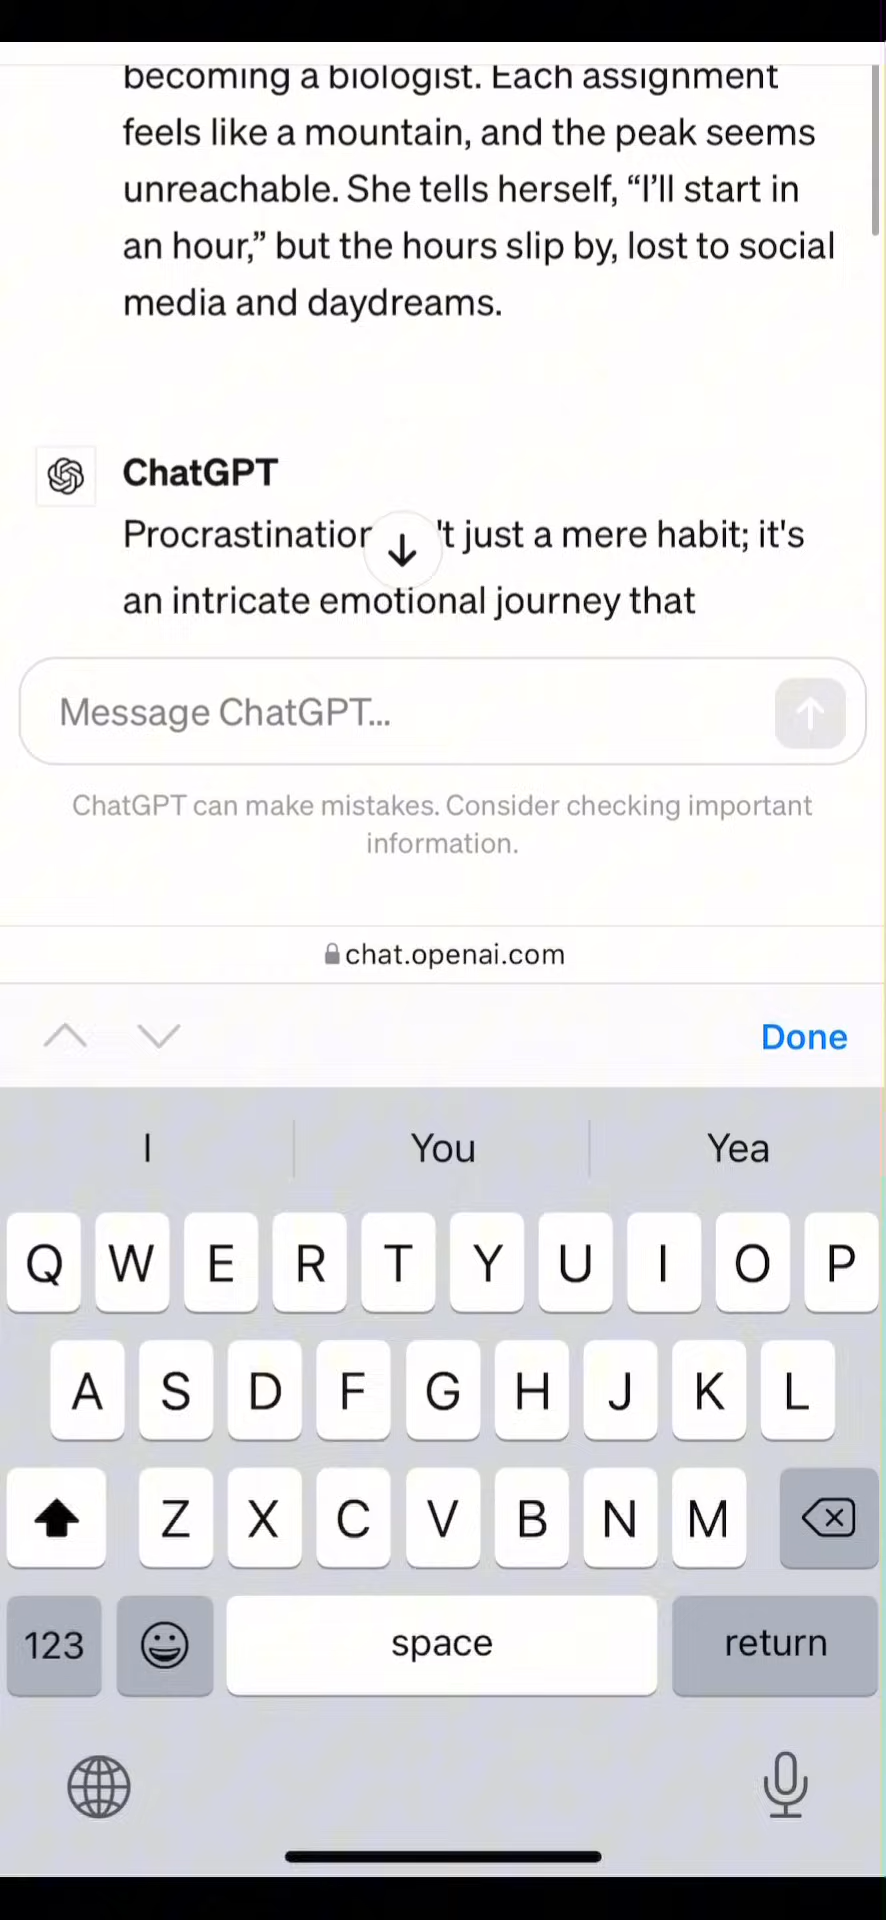 becoming a biologist. Each assignment
feels like a mountain, and the peak seems
unreachable. She tells herself, “I’ll start in
an hour,” but the hours slip by, lost to social
media and daydreams.
ChatGPT
't just a mere habit; it's
an intricate emotional journey that
Message ChatGPT...
ChatGPT can make mistakes. Consider checking important
information.
chat.openai.com
Done
I You Yea
Q W E R T Y U I O P
A S D F G H J K L
Z X C V B N M
123 space return